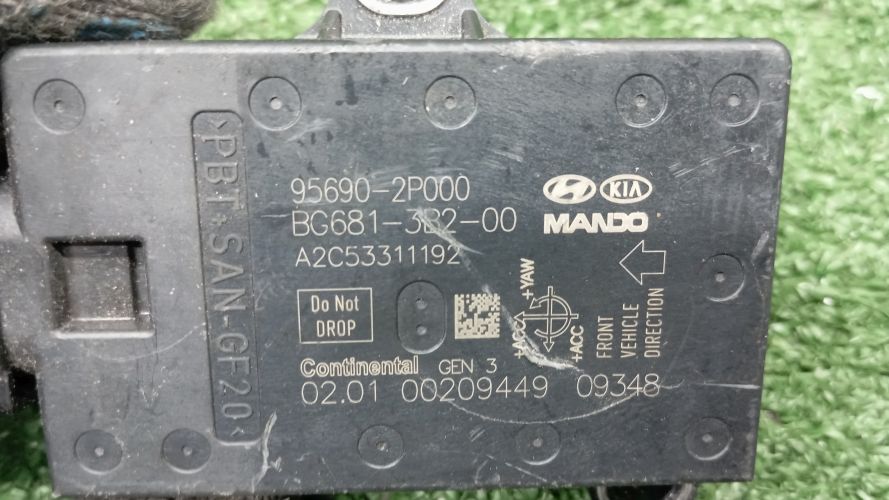 >PBT+SAN-GF20<
95690-2P000
KIA
BG681-3B2-00
MANDO
A2C53311192
+YAW
Do Not
DROP
+ACC
+ACC
FRONT
VEHICLE
DIRECTION
Continental GEN 3
02.01 00209449 09348